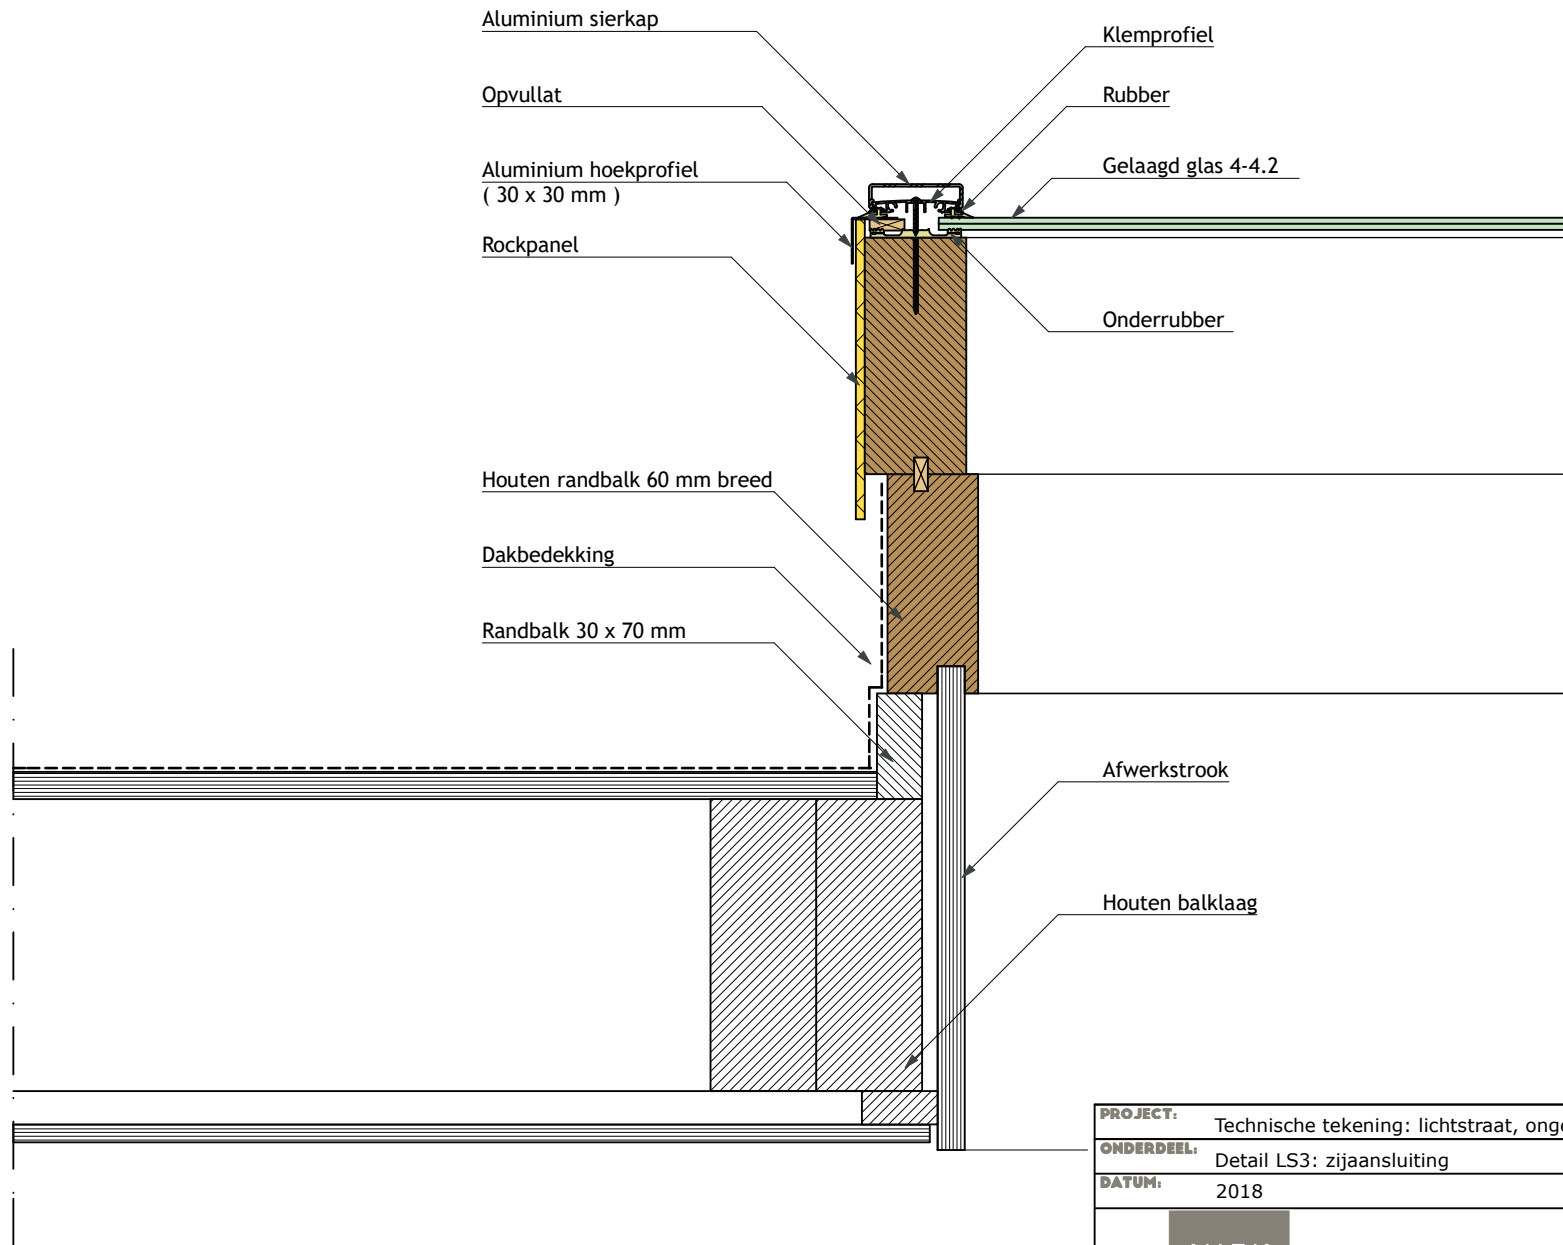 Aluminium sierkap
Klemprofiel
Opvullat
Rubber
Aluminium hoekprofiel
( 30 x 30 mm )
Gelaagd glas 4-4.2
Rockpanel
Onderrubber
Houten randbalk 60 mm breed
Dakbedekking
Randbalk 30 x 70 mm
Afwerkstrook
Houten balklaag
PROJECT: Technische tekening: lichtstraat,
ONDERDEEL: Detail LS3: zijaansluiting
DATUM: 2018